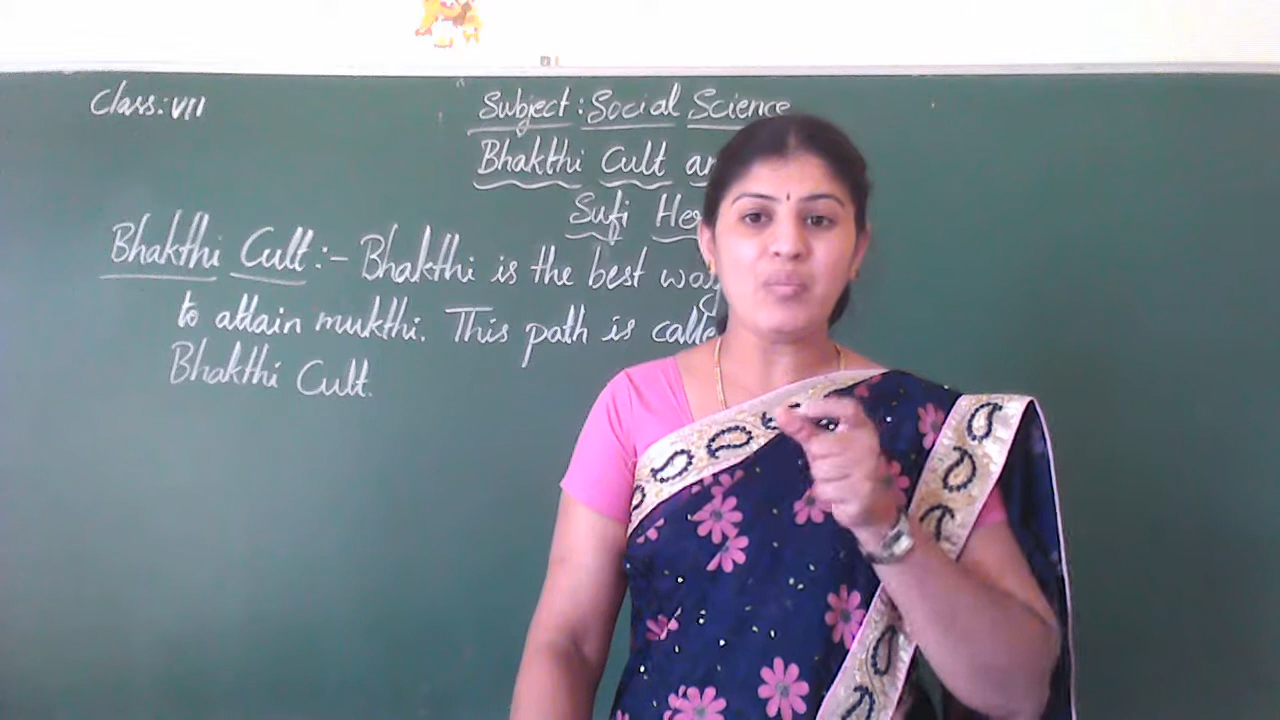 Class: VII
Subject: Social Science
Bhakthi Cult
Sufi
Bhakthi Cult:- Bhakthi is the best way
to attain mukthi. This path is
Bhakthi Cult.